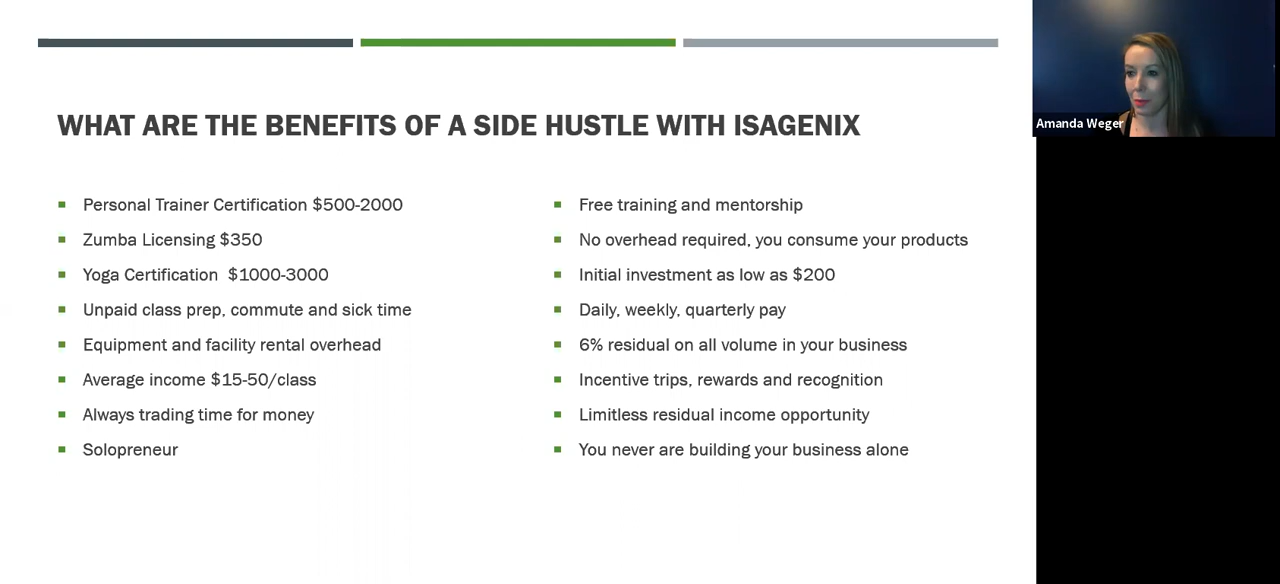 WHAT ARE THE BENEFITS OF A SIDE HUSTLE WITH ISAGENIX
Personal Trainer Certification $500-2000
Zumba Licensing $350
Yoga Certification $1000-3000
Unpaid class prep, commute and sick time
Equipment and facility rental overhead
Average income $15-50/class
Always trading time for money
Solopreneur
Free training and mentorship
No overhead required, you consume your products
Initial investment as low as $200
Daily, weekly, quarterly pay
6% residual on all volume in your business
Incentive trips, rewards and recognition
Limitless residual income opportunity
You never are building your business alone
Amanda Weger